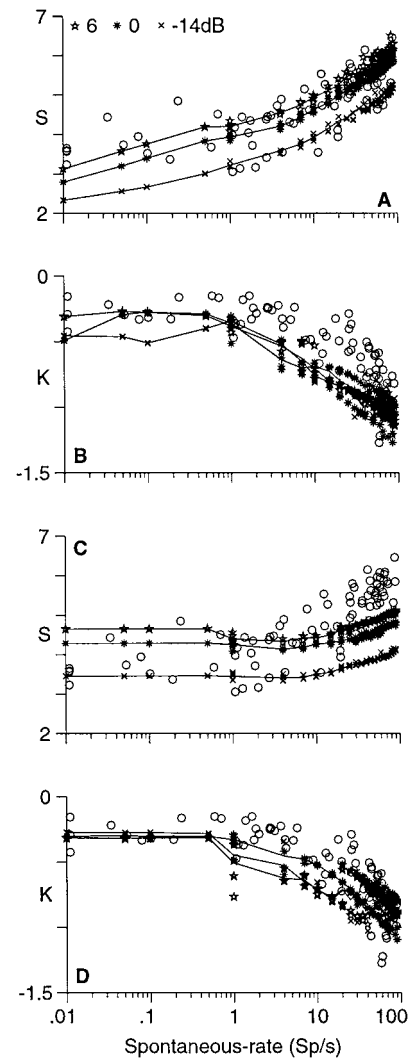 7
☆ 6 ✱ 0 × -14dB
S
A
2
0
K
B
-1.5
7
C
S
2
0
K
D
-1.5
.01 .1 1 10 100
Spontaneous-rate (Sp/s)